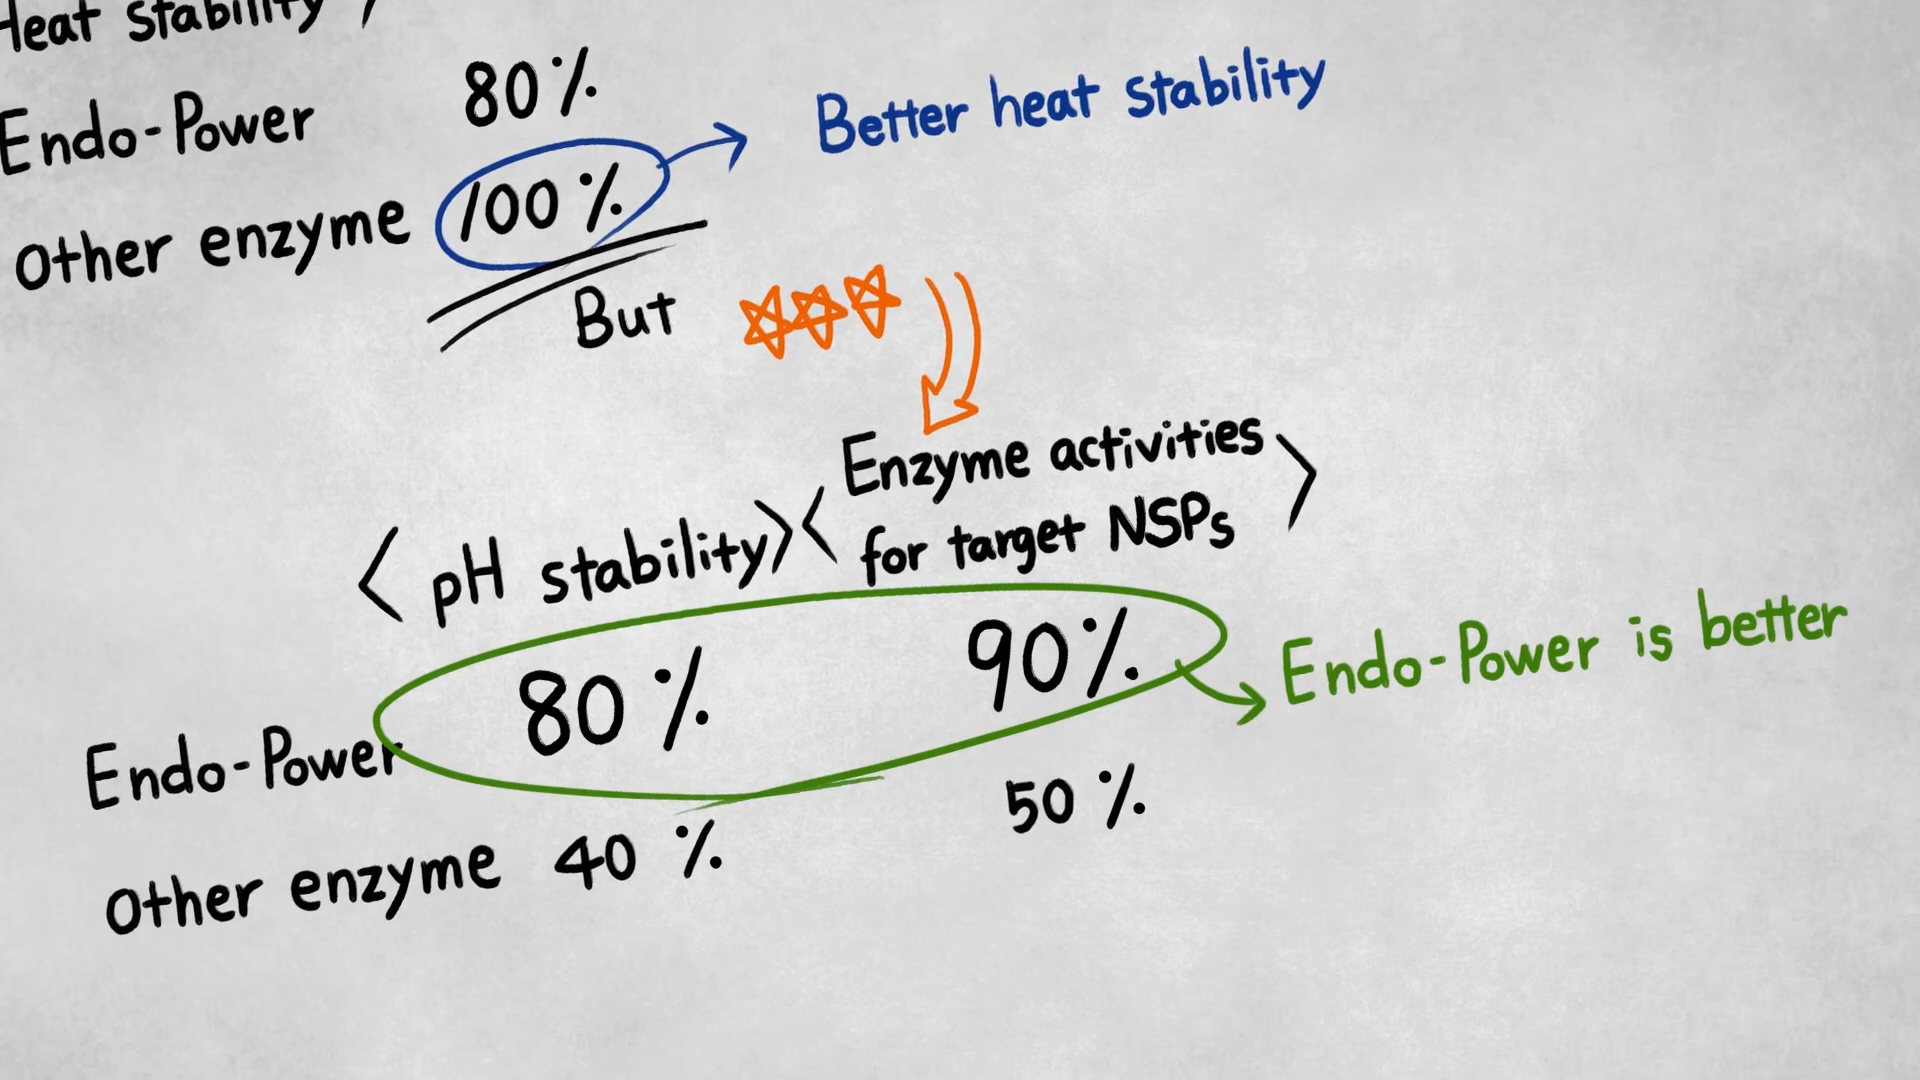 Heat stability >
Endo-Power 80%
Better heat stability
Other enzyme 100%
But
< pH stability > < Enzyme activities for target NSPs >
Endo-Power 80% 90%
Endo-Power is better
Other enzyme 40% 50%